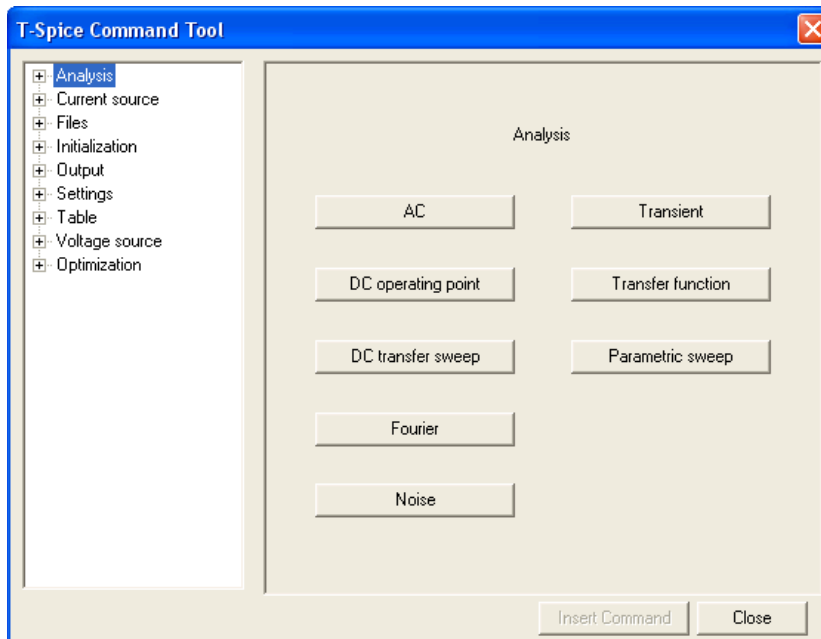 T-Spice Command Tool
Analysis
Current source
Files
Initialization
Output
Settings
Table
Voltage source
Optimization
Analysis
AC
Transient
DC operating point
Transfer function
DC transfer sweep
Parametric sweep
Fourier
Noise
Insert Command
Close